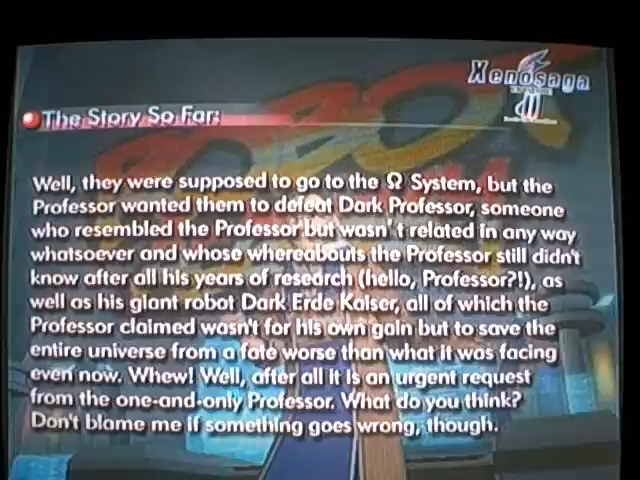 Xenosaga
EPISODE
II
The Story So Far:
Well, they were supposed to go to the Ω System, but the
Professor wanted them to defeat Dark Professor, someone
who resembled the Professor but wasn't related in any way
whatsoever and whose whereabouts the Professor still didn't
know after all his years of research (hello, Professor?!), as
well as his giant robot Dark Erde Kaiser, all of which the
Professor claimed wasn't for his own gain but to save the
entire universe from a fate worse than what it was facing
even now. Whew! Well, after all it is an urgent request
from the one-and-only Professor. What do you think?
Don't blame me if something goes wrong, though.